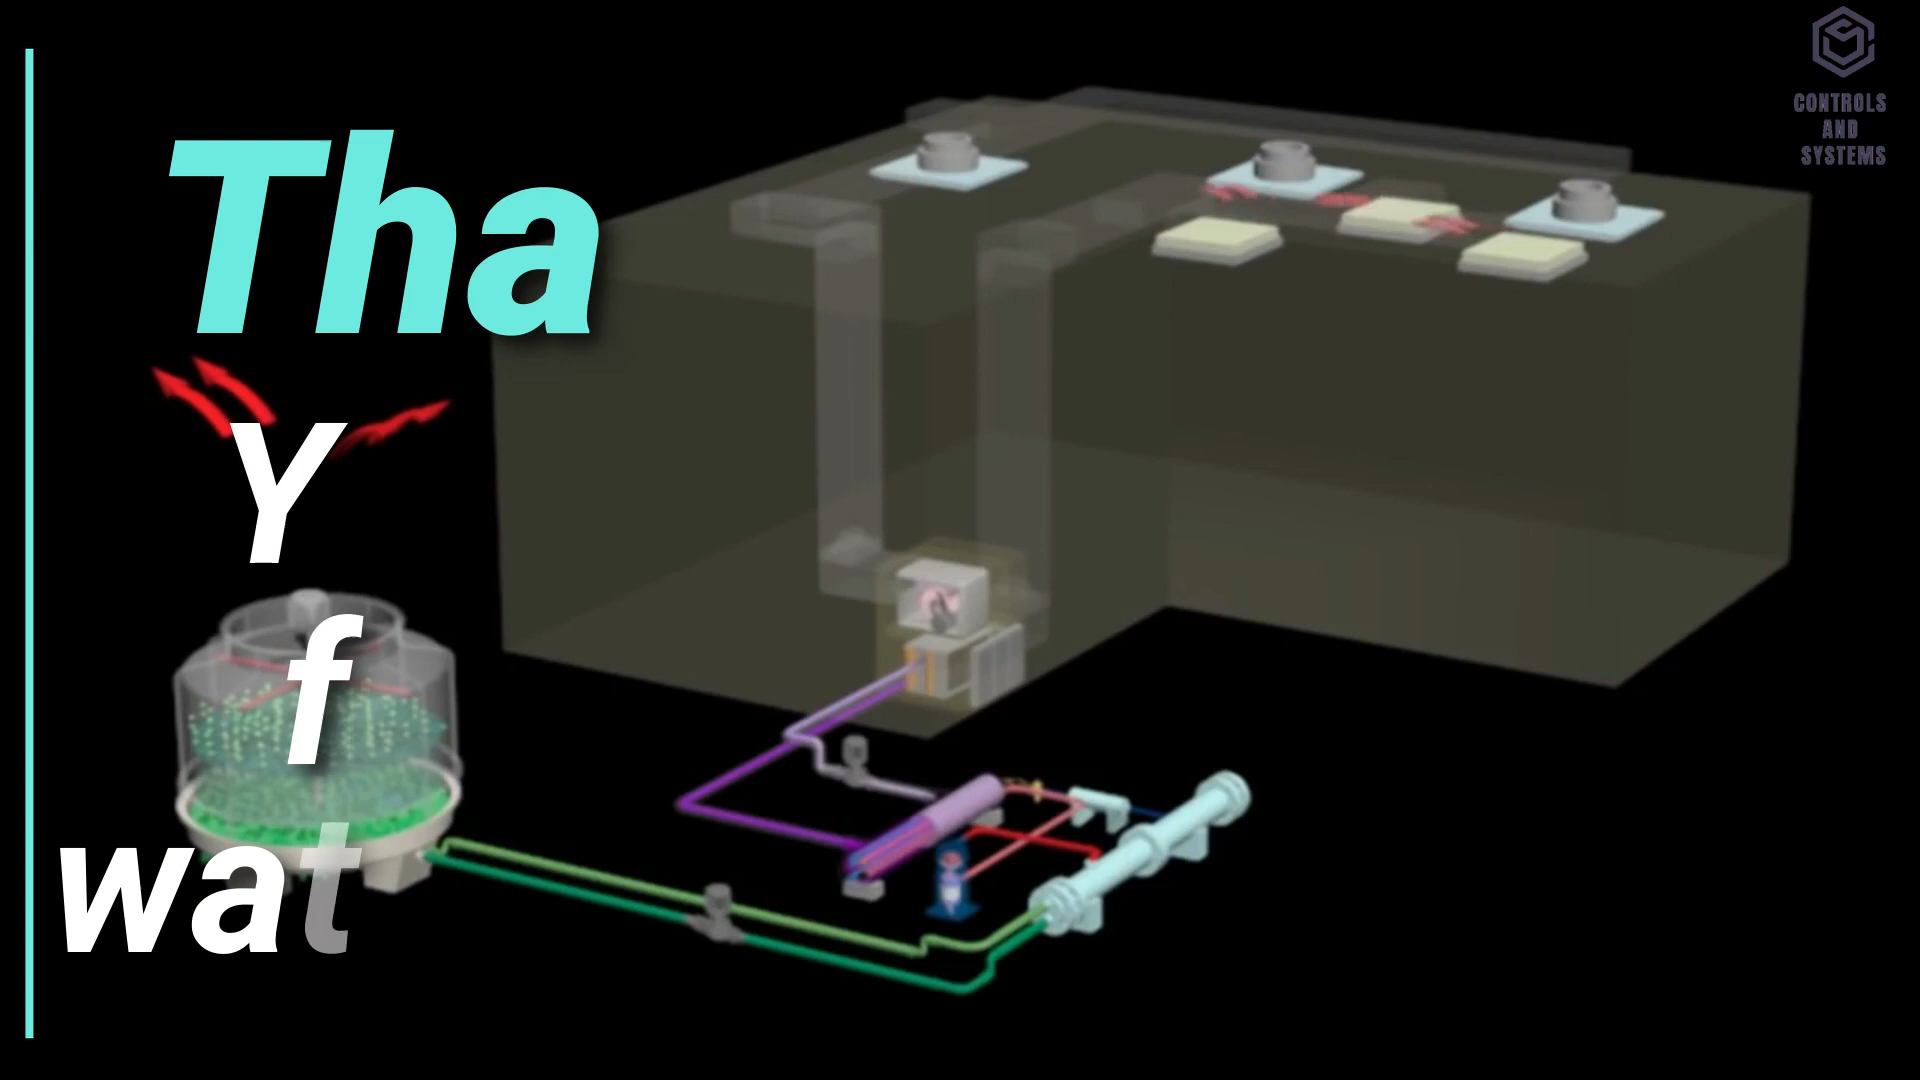 Tha
Y
f
wat
CONTROLS
AND
SYSTEMS